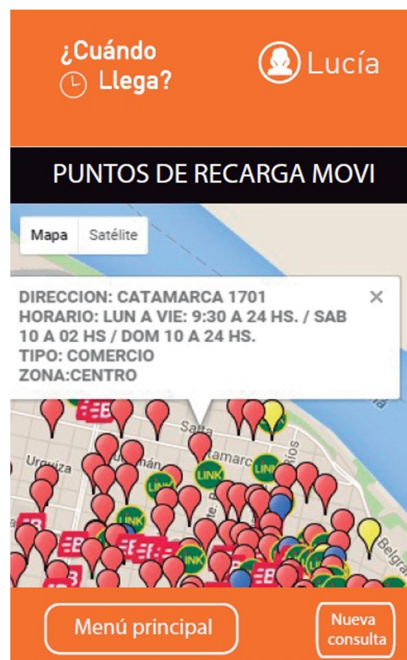 ¿Cuándo
Llega?
Lucía
PUNTOS DE RECARGA MOVI
Mapa
Satélite
DIRECCION: CATAMARCA 1701
HORARIO: LUN A VIE: 9:30 A 24 HS. / SAB
10 A 02 HS / DOM 10 A 24 HS.
TIPO: COMERCIO
ZONA:CENTRO
Salta
Urquiza
LINK
LINK
LINK
LINK
LINK
Menú principal
Nueva
consulta